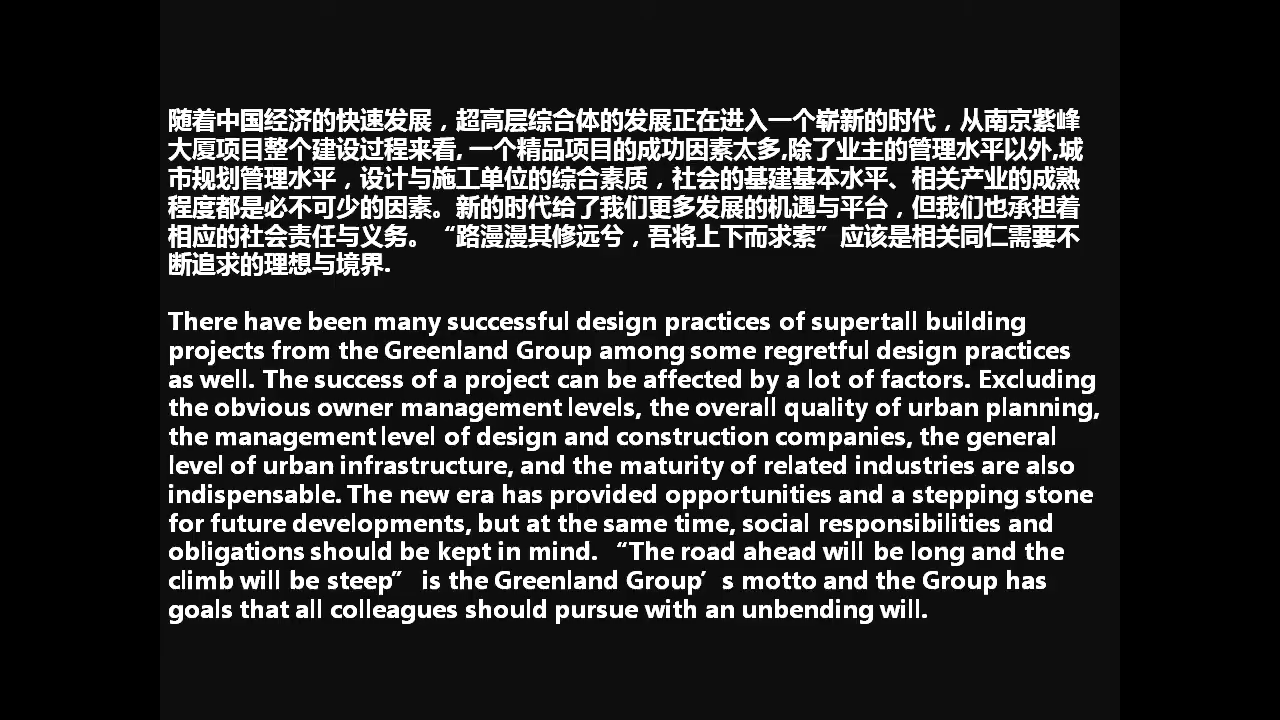 随着中国经济的快速发展，超高层综合体的发展正在进入一个崭新的时代，从南京紫峰
大厦项目整个建设过程来看, 一个精品项目的成功因素太多,除了业主的管理水平以外,城
市规划管理水平，设计与施工单位的综合素质，社会的基建基本水平、相关产业的成熟
程度都是必不可少的因素。新的时代给了我们更多发展的机遇与平台，但我们也承担着
相应的社会责任与义务。“路漫漫其修远兮，吾将上下而求索”应该是相关同仁需要不
断追求的理想与境界.
There have been many successful design practices of supertall building
projects from the Greenland Group among some regretful design practices
as well. The success of a project can be affected by a lot of factors. Excluding
the obvious owner management levels, the overall quality of urban planning,
the management level of design and construction companies, the general
level of urban infrastructure, and the maturity of related industries are also
indispensable. The new era has provided opportunities and a stepping stone
for future developments, but at the same time, social responsibilities and
obligations should be kept in mind. “The road ahead will be long and the
climb will be steep” is the Greenland Group’s motto and the Group has
goals that all colleagues should pursue with an unbending will.